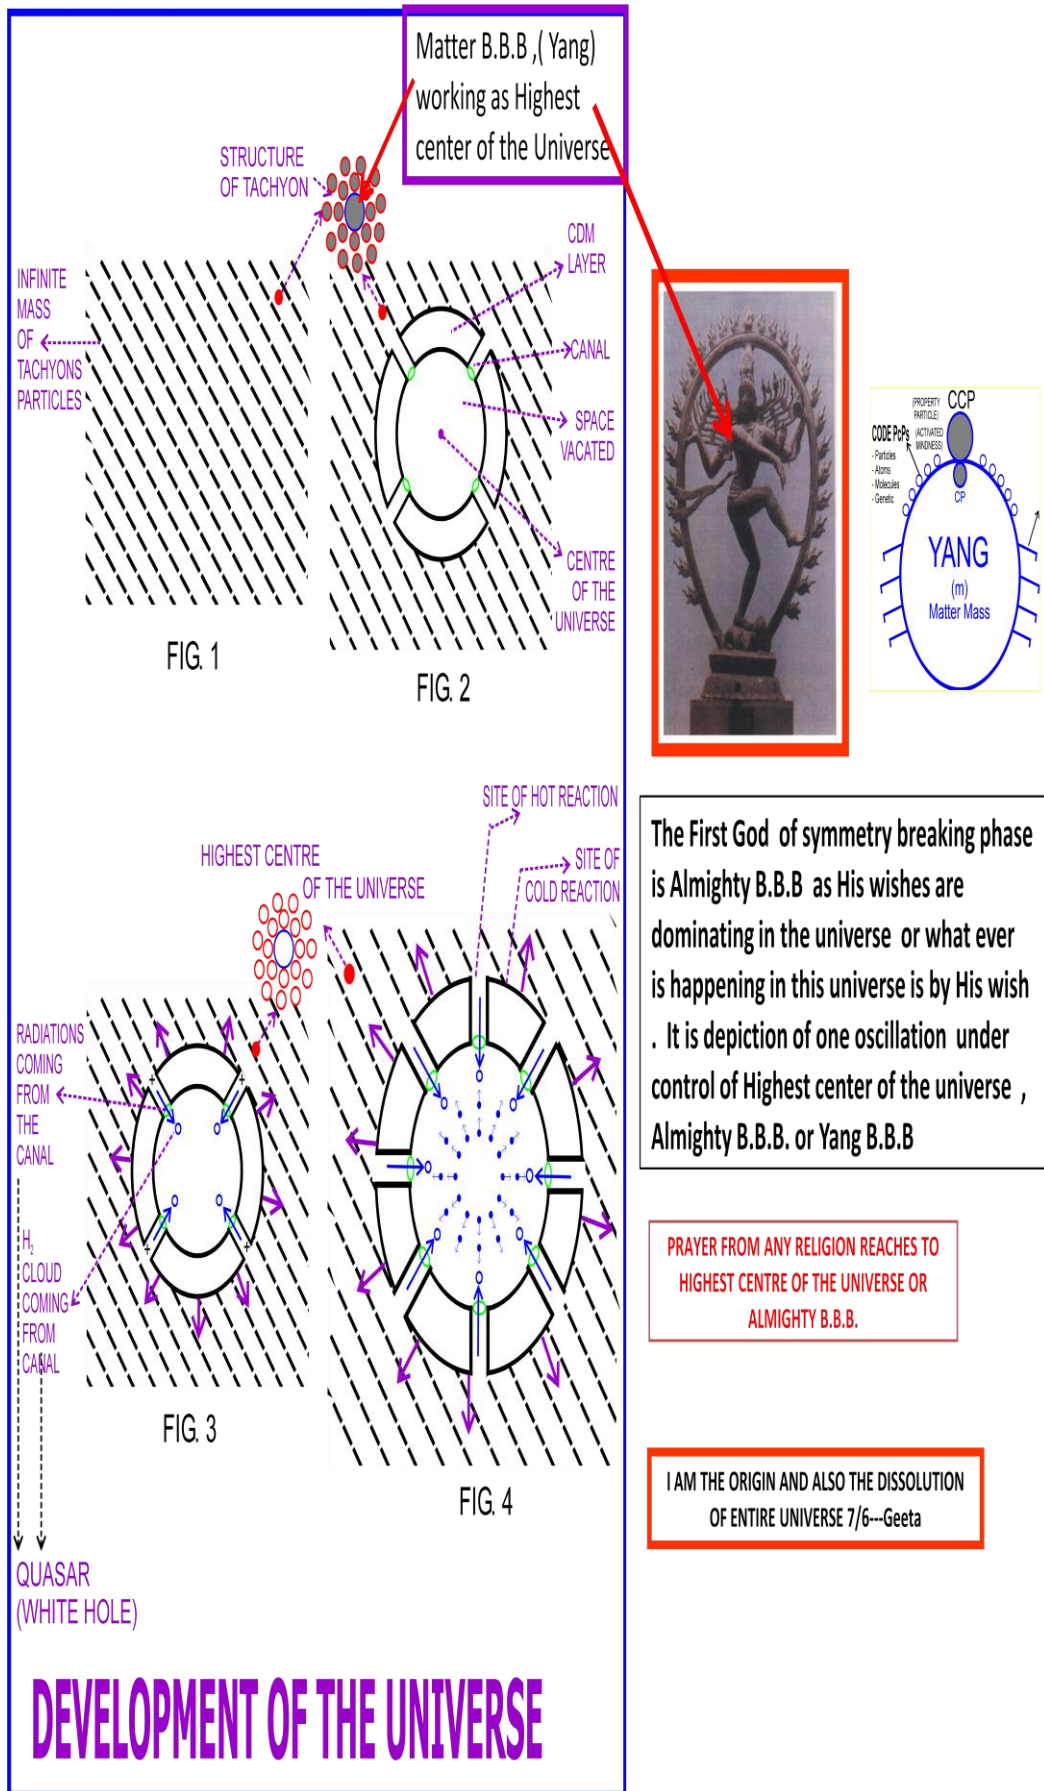 Matter B.B.B ,( Yang)
working as Highest
center of the Universe
STRUCTURE
OF TACHYON
CDM
LAYER
INFINITE
MASS
OF
TACHYONS
PARTICLES
CANAL
SPACE
VACATED
CENTRE
OF THE
UNIVERSE
FIG. 1
FIG. 2
(PROPERTY
PARTICLE)
CCP
CODE PcPs
(ACTIVATED
MINDNESS)
- Particles
- Atoms
- Molecules
- Genetic
CP
YANG
(m)
Matter Mass
SITE OF HOT REACTION
HIGHEST CENTRE
OF THE UNIVERSE
SITE OF
COLD REACTION
RADIATIONS
COMING
FROM
THE
CANAL
H2
CLOUD
COMING
FROM
CANAL
+
+
+
+
FIG. 3
FIG. 4
QUASAR
(WHITE HOLE)
DEVELOPMENT OF THE UNIVERSE
The First God of symmetry breaking phase
is Almighty B.B.B as His wishes are
dominating in the universe or what ever
is happening in this universe is by His wish
. It is depiction of one oscillation under
control of Highest center of the universe ,
Almighty B.B.B. or Yang B.B.B
PRAYER FROM ANY RELIGION REACHES TO
HIGHEST CENTRE OF THE UNIVERSE OR
ALMIGHTY B.B.B.
I AM THE ORIGIN AND ALSO THE DISSOLUTION
OF ENTIRE UNIVERSE 7/6---Geeta